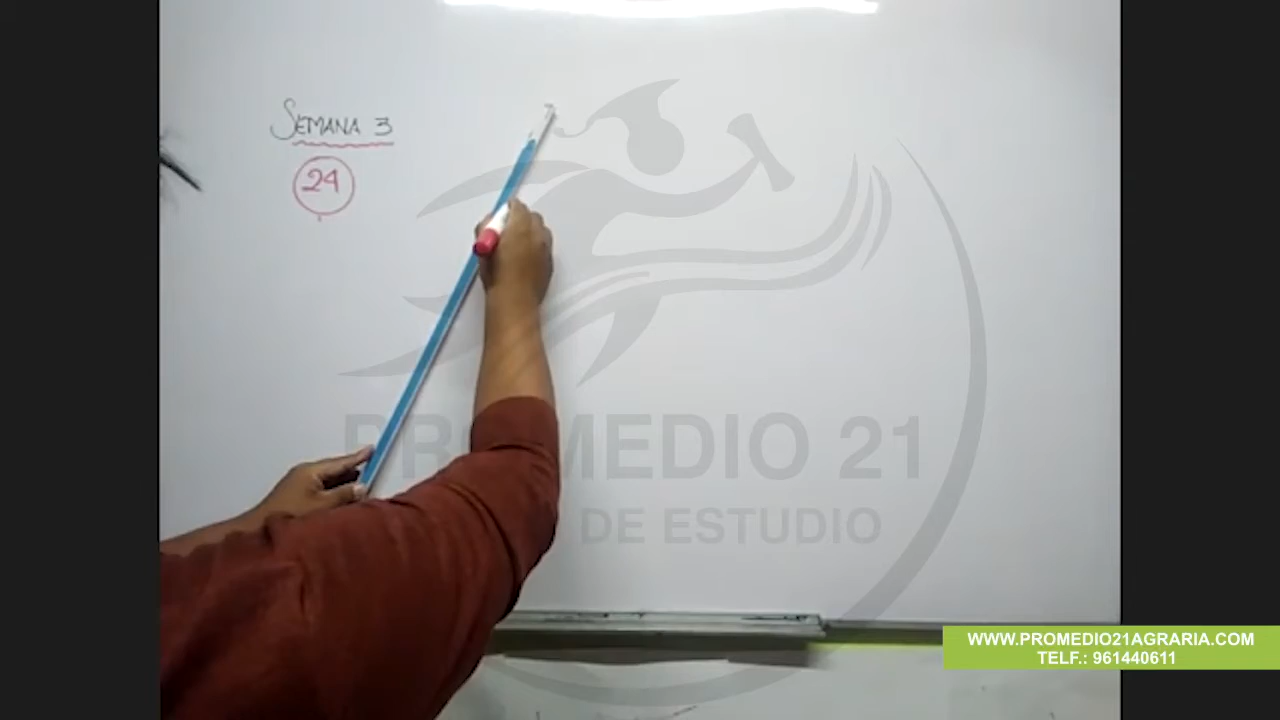 SEMANA 3
24
PROMEDIO 21
DE ESTUDIO
WWW.PROMEDIO21AGRARIA.COM
TELF.: 961440611